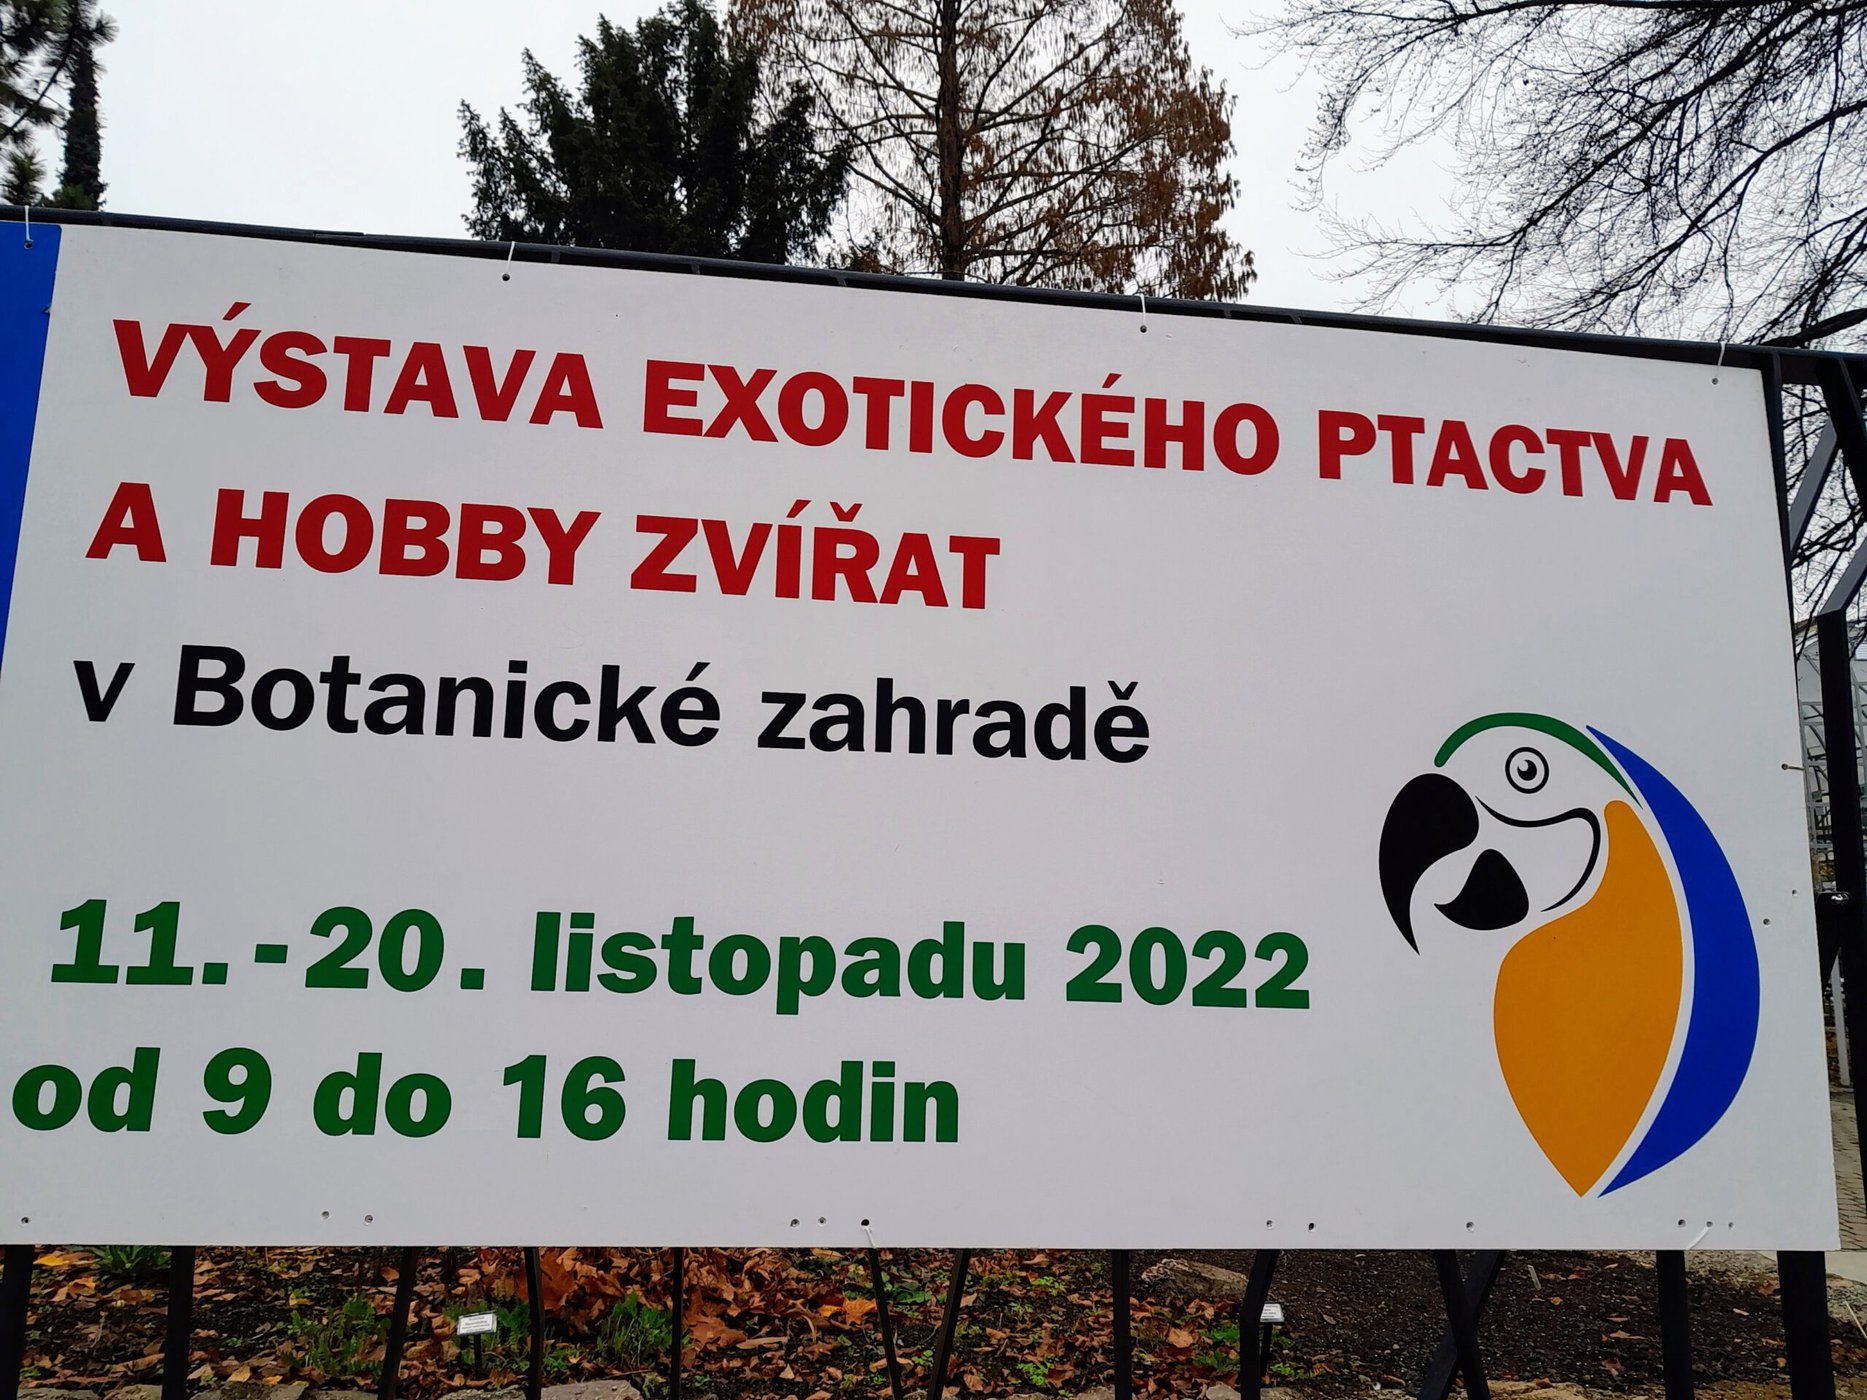 VÝSTAVA EXOTICKÉHO PTACTVA
A HOBBY ZVÍŘAT
v Botanické zahradě
11.-20. listopadu 2022
od 9 do 16 hodin